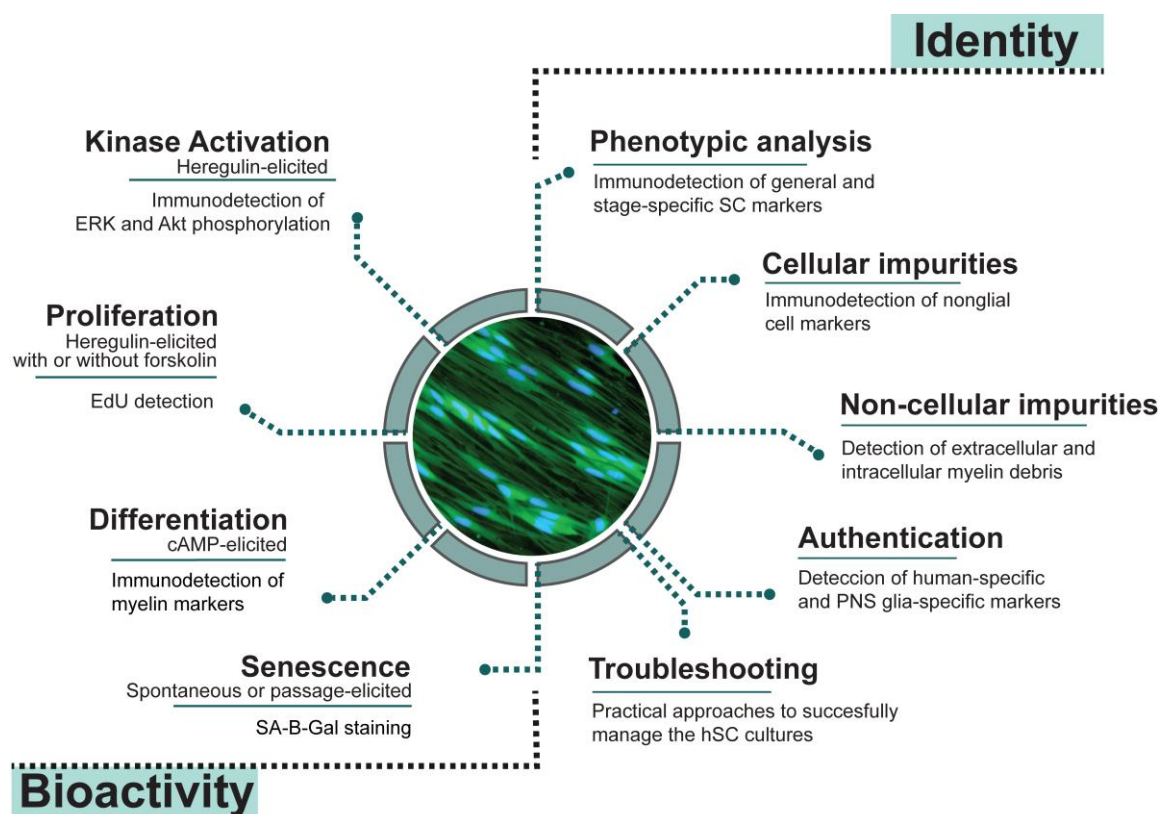 Identity
Kinase Activation
Heregulin-elicited
Immunodetection of
ERK and Akt phosphorylation
Proliferation
Heregulin-elicited
with or without forskolin
EdU detection
Differentiation
cAMP-elicited
Immunodetection of
myelin markers
Senescence
Spontaneous or passage-elicited
SA-B-Gal staining
Bioactivity
Phenotypic analysis
Immunodetection of general and
stage-specific SC markers
Cellular impurities
Immunodetection of nonglial
cell markers
Non-cellular impurities
Detection of extracellular and
intracellular myelin debris
Authentication
Deteccion of human-specific
and PNS glia-specific markers
Troubleshooting
Practical approaches to succesfully
manage the hSC cultures